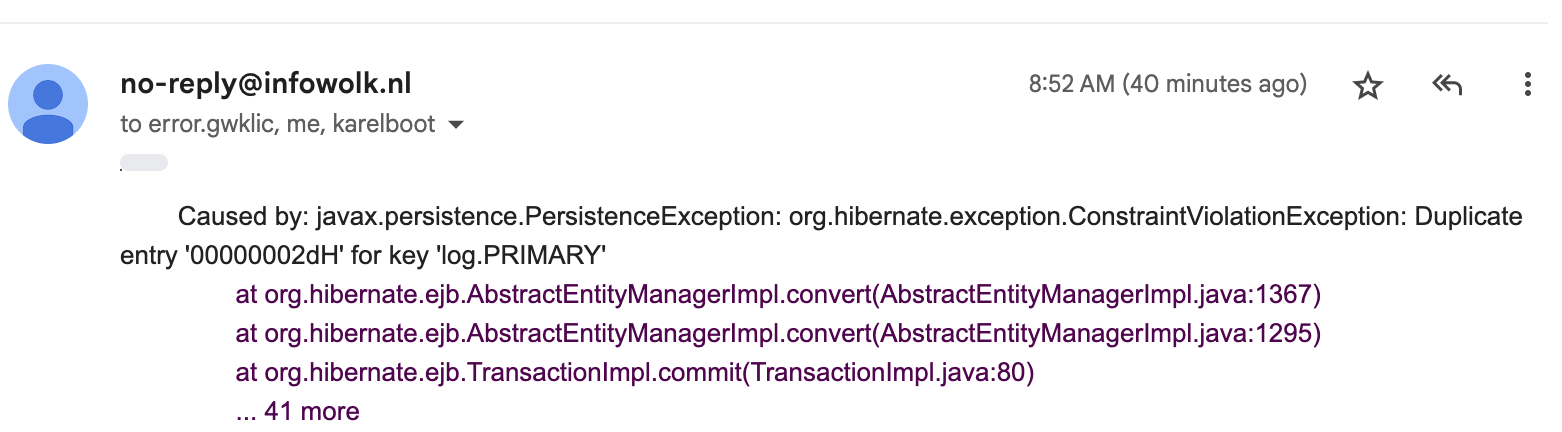 no-reply@infowolk.nl
8:52 AM (40 minutes ago)
to error.gwklic, me, karelboot
Caused by: javax.persistence.PersistenceException: org.hibernate.exception.ConstraintViolationException: Duplicate
entry '00000002dH' for key 'log.PRIMARY'
at org.hibernate.ejb.AbstractEntityManagerImpl.convert(AbstractEntityManagerImpl.java:1367)
at org.hibernate.ejb.AbstractEntityManagerImpl.convert(AbstractEntityManagerImpl.java:1295)
at org.hibernate.ejb.TransactionImpl.commit(TransactionImpl.java:80)
... 41 more